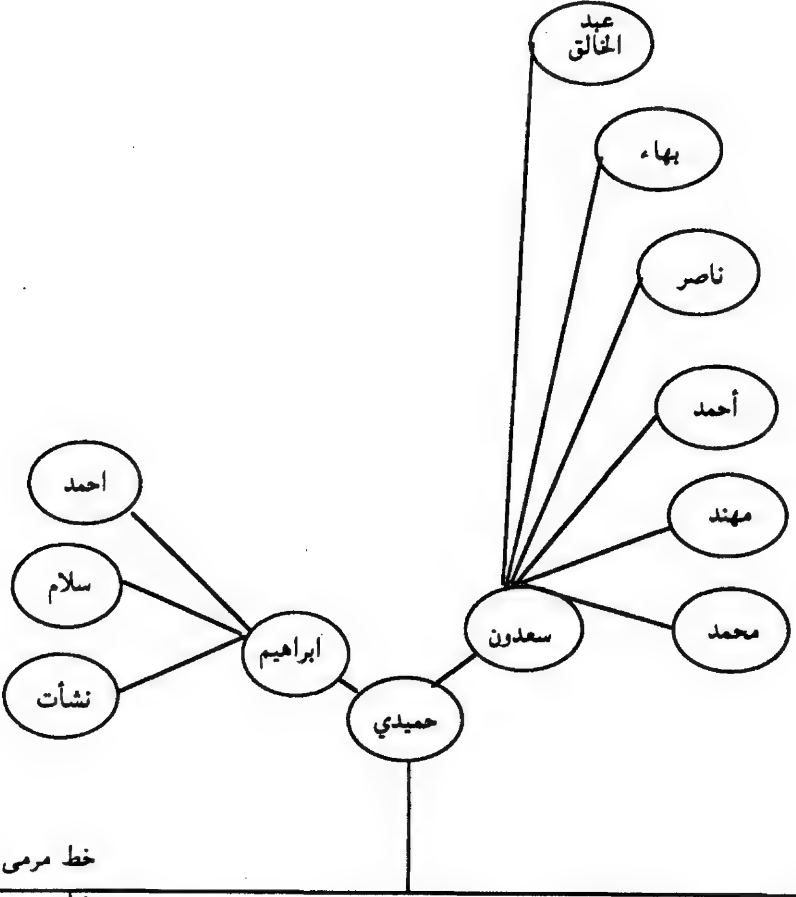 عبد
الخالق
بهاء
ناصر
أحمد
احمد
مهند
سلام
محمد
سعدون
ابراهيم
نشأت
حميدي
خط مرمى